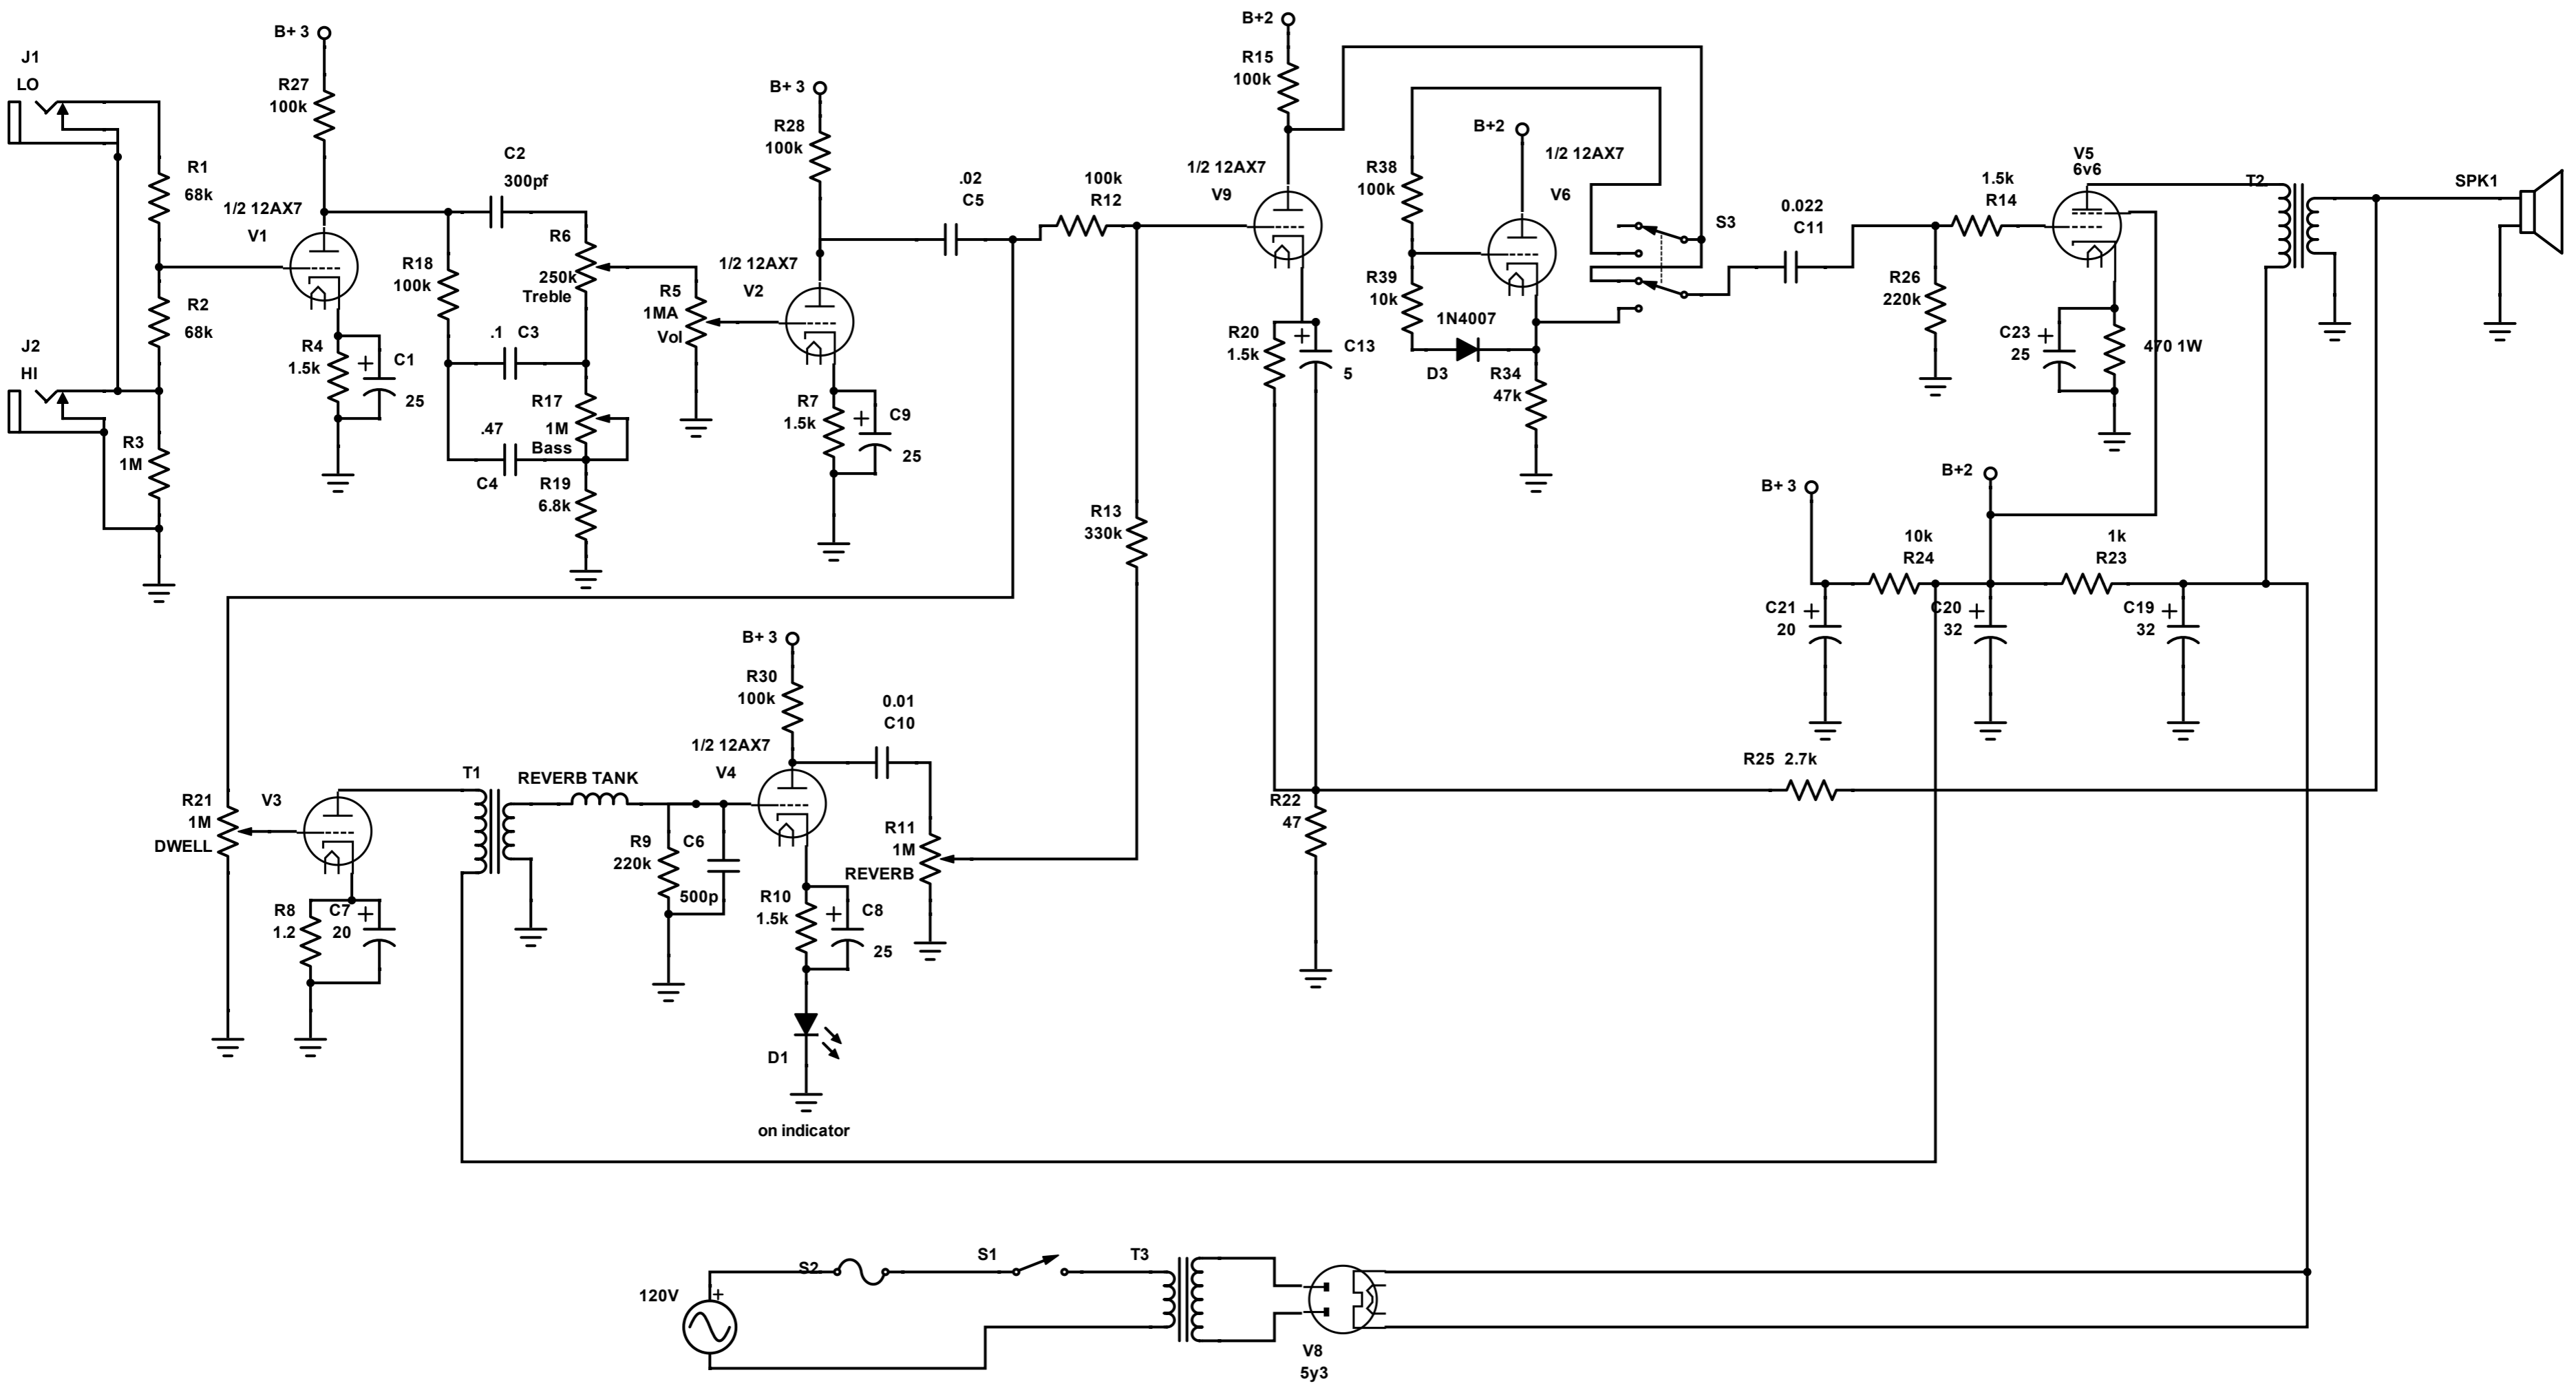 J1
LO
B+ 3
R27
100k
R1
68k
1/2 12AX7
V1
R2
68k
J2
HI
R3
1M
R4
1.5k
+
C1
25
C2
300pf
R18
100k
R6
250k
Treble
.1 C3
R17
1M
Bass
.47
C4
R19
6.8k
R5
1MA
Vol
B+ 3
R28
100k
1/2 12AX7
V2
R7
1.5k
+
C9
25
.02
C5
100k
R12
R13
330k
B+2
R15
100k
1/2 12AX7
V9
R20
1.5k
+
C13
5
R38
100k
R39
10k
B+2
1/2 12AX7
V6
1N4007
D3
R34
47k
S3
0.022
C11
R26
220k
1.5k
R14
V5
6v6
C23
25
+
470 1W
T2
SPK1
B+ 3
B+2
10k
R24
1k
R23
C21
20
+
C20
32
+
C19
32
+
R25 2.7k
R22
47
R21
1M
DWELL
V3
R8
1.2
C7
20
+
T1
REVERB TANK
B+ 3
R30
100k
1/2 12AX7
V4
0.01
C10
R9
220k
C6
500p
R10
1.5k
+
C8
25
R11
1M
REVERB
D1
on indicator
120V
+
S2
S1
T3
V8
5y3